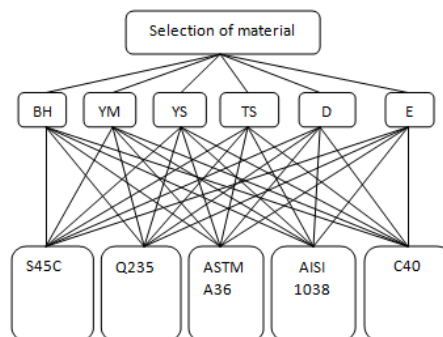 Selection of material
BH YM YS TS D E
S45C Q235 ASTM AISI C40
A36 1038